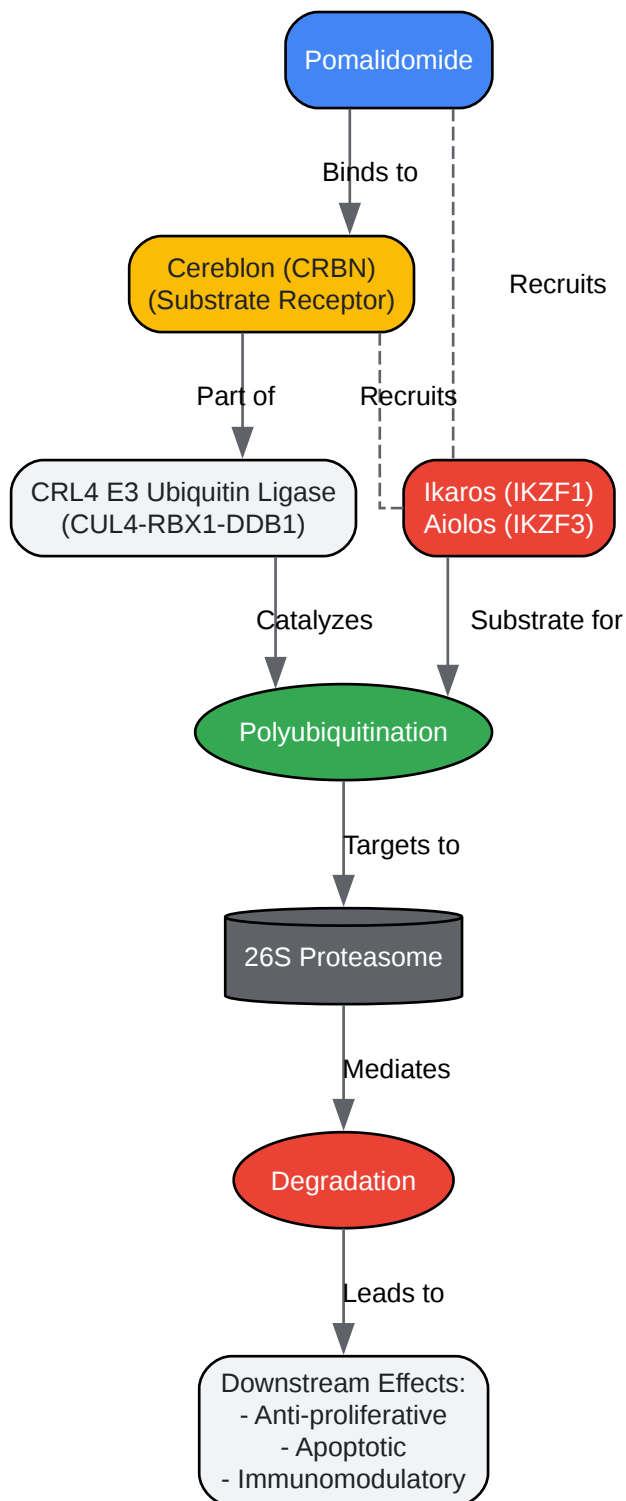 Pomalidomide
Binds to
Recruits
Cereblon (CRBN)
(Substrate Receptor)
Part of
Recruits
CRL4 E3 Ubiquitin Ligase
(CUL4-RBX1-DDB1)
Ikaros (IKZF1)
Aiolos (IKZF3)
Catalyzes
Substrate for
Polyubiquitination
Targets to
26S Proteasome
Mediates
Degradation
Leads to
Downstream Effects:
- Anti-proliferative
- Apoptotic
- Immunomodulatory